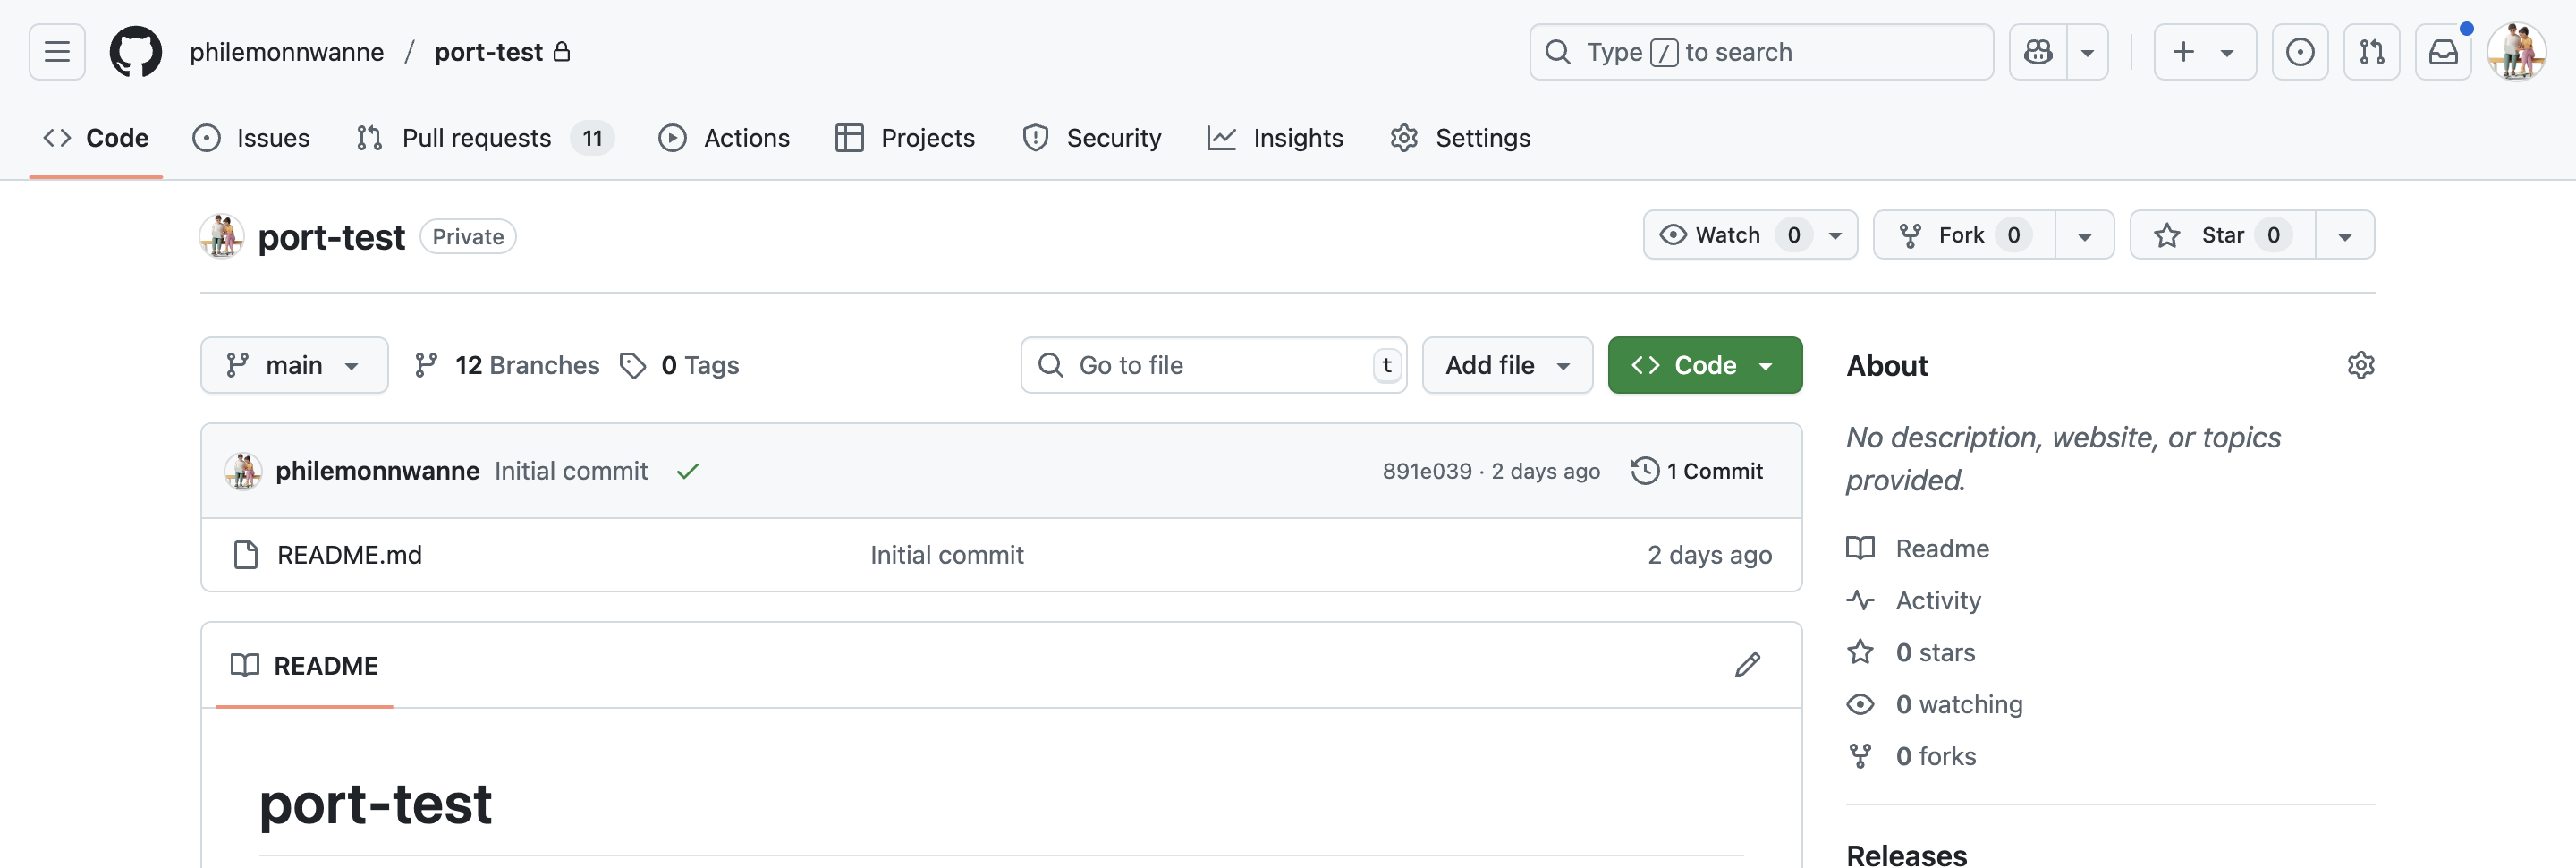 philemonnwanne / port-test
Type / to search
Code Issues Pull requests 11 Actions Projects Security Insights Settings
port-test Private
Watch 0 Fork 0 Star 0
main 12 Branches 0 Tags
Go to file t Add file Code
philemonnwanne Initial commit 891e039 · 2 days ago 1 Commit
README.md Initial commit 2 days ago
README
port-test
About
No description, website, or topics
provided.
Readme
Activity
0 stars
0 watching
0 forks
Releases